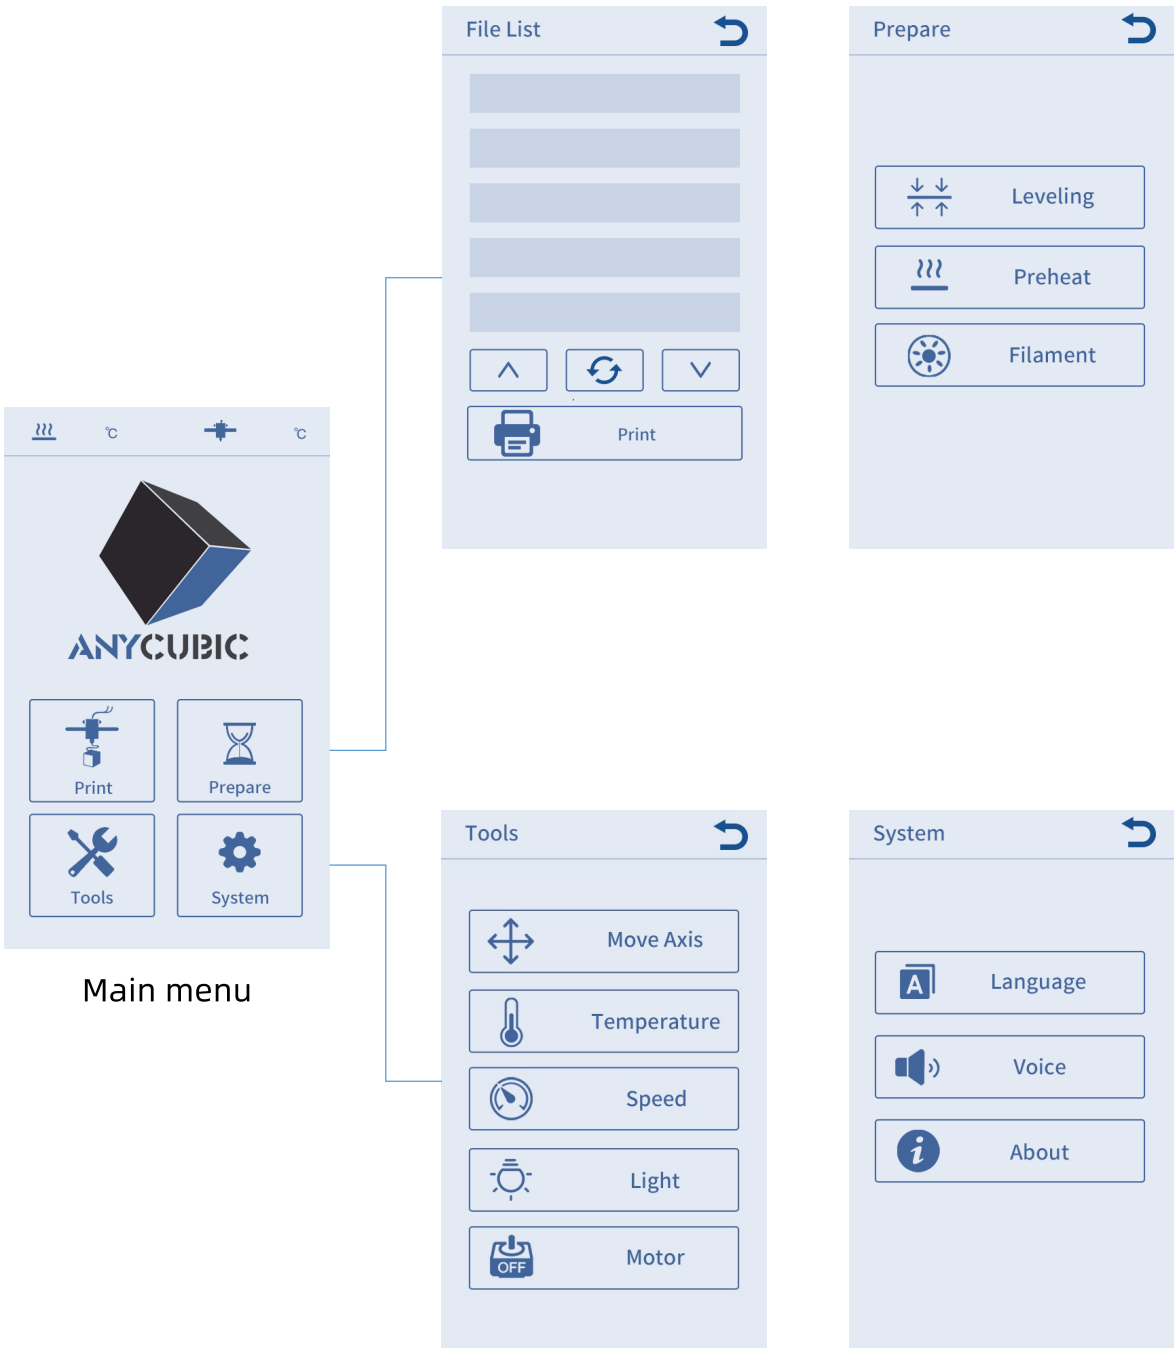 File List
Print
Prepare
Leveling
Preheat
Filament
℃
℃
ANYCUBIC
Print
Prepare
Tools
System
Main menu
Tools
Move Axis
Temperature
Speed
Light
OFF
Motor
System
A
Language
Voice
i
About